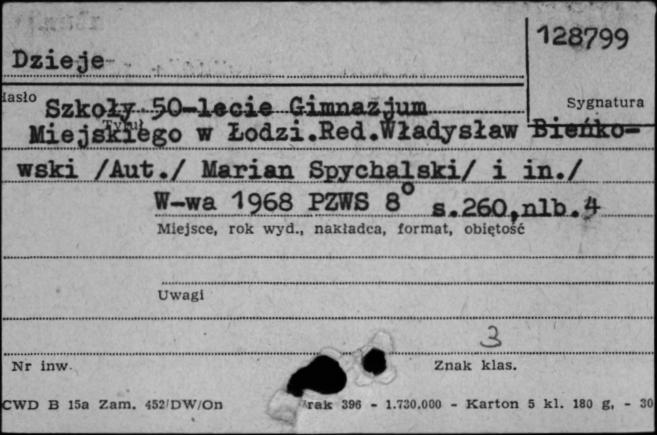 128799
Dzieje
Hasło
Szkoły 50-lecie Gimnazjum
Sygnatura
Tytuł
Miejskiego w Łodzi.Red.Władysław Bieńko-
wski /Aut./ Marian Spychalski/ i in./
W-wa 1968 PZWS 8° s.260,nlb.4
Miejsce, rok wyd., nakładca, format, objętość
Uwagi
3
Nr inw.
Znak klas.
CWD B 15a Zam. 452/DW/On rak 396 - 1.730.000 - Karton 5 kl. 180 g. - 30